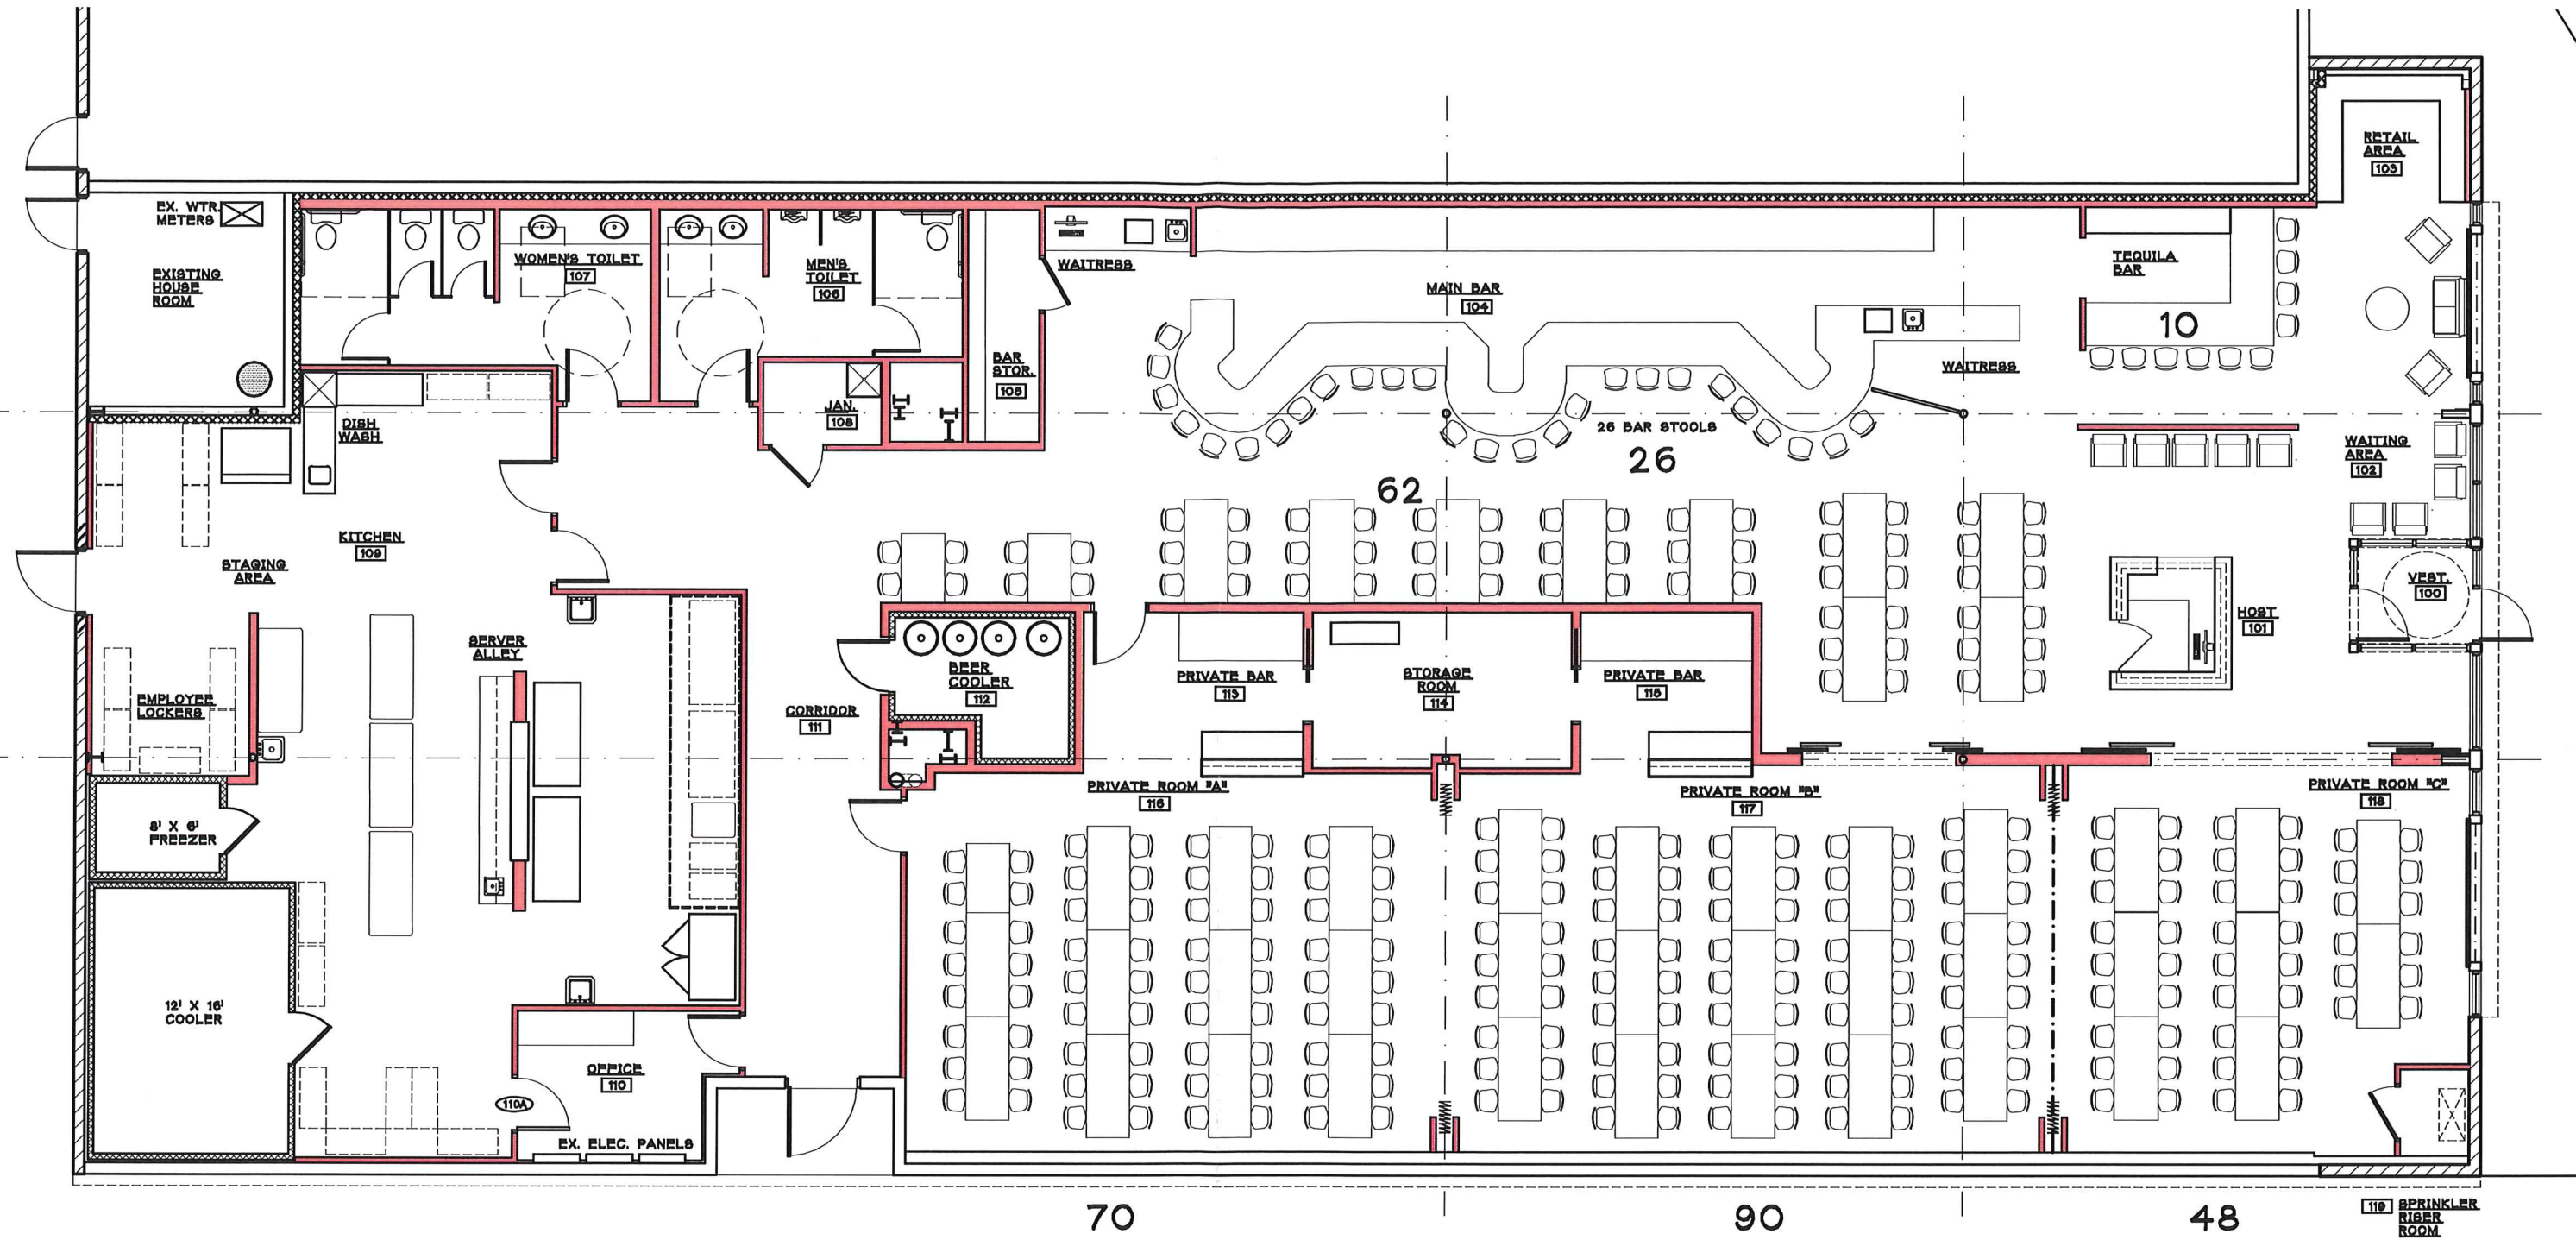 RETAIL
AREA
103
EX. WTR.
METERS
EXISTING
HOUSE
ROOM
WOMEN'S TOILET
107
MEN'S
TOILET
106
WAITRESS
MAIN BAR
104
TEQUILA
BAR
10
BAR
STOR.
105
WAITRESS
JAN.
108
DISH
WASH
26 BAR STOOLS
26
WAITING
AREA
102
62
KITCHEN
109
STAGING
AREA
VEST.
100
HOST
101
SERVER
ALLEY
BEER
COOLER
112
PRIVATE BAR
113
STORAGE
ROOM
114
PRIVATE BAR
115
EMPLOYEE
LOCKERS
CORRIDOR
111
PRIVATE ROOM "A"
116
PRIVATE ROOM "B"
117
PRIVATE ROOM "C"
118
8' X 6'
FREEZER
12' X 16'
COOLER
OFFICE
110
110A
EX. ELEC. PANELS
70
90
48
119 SPRINKLER
RISER
ROOM